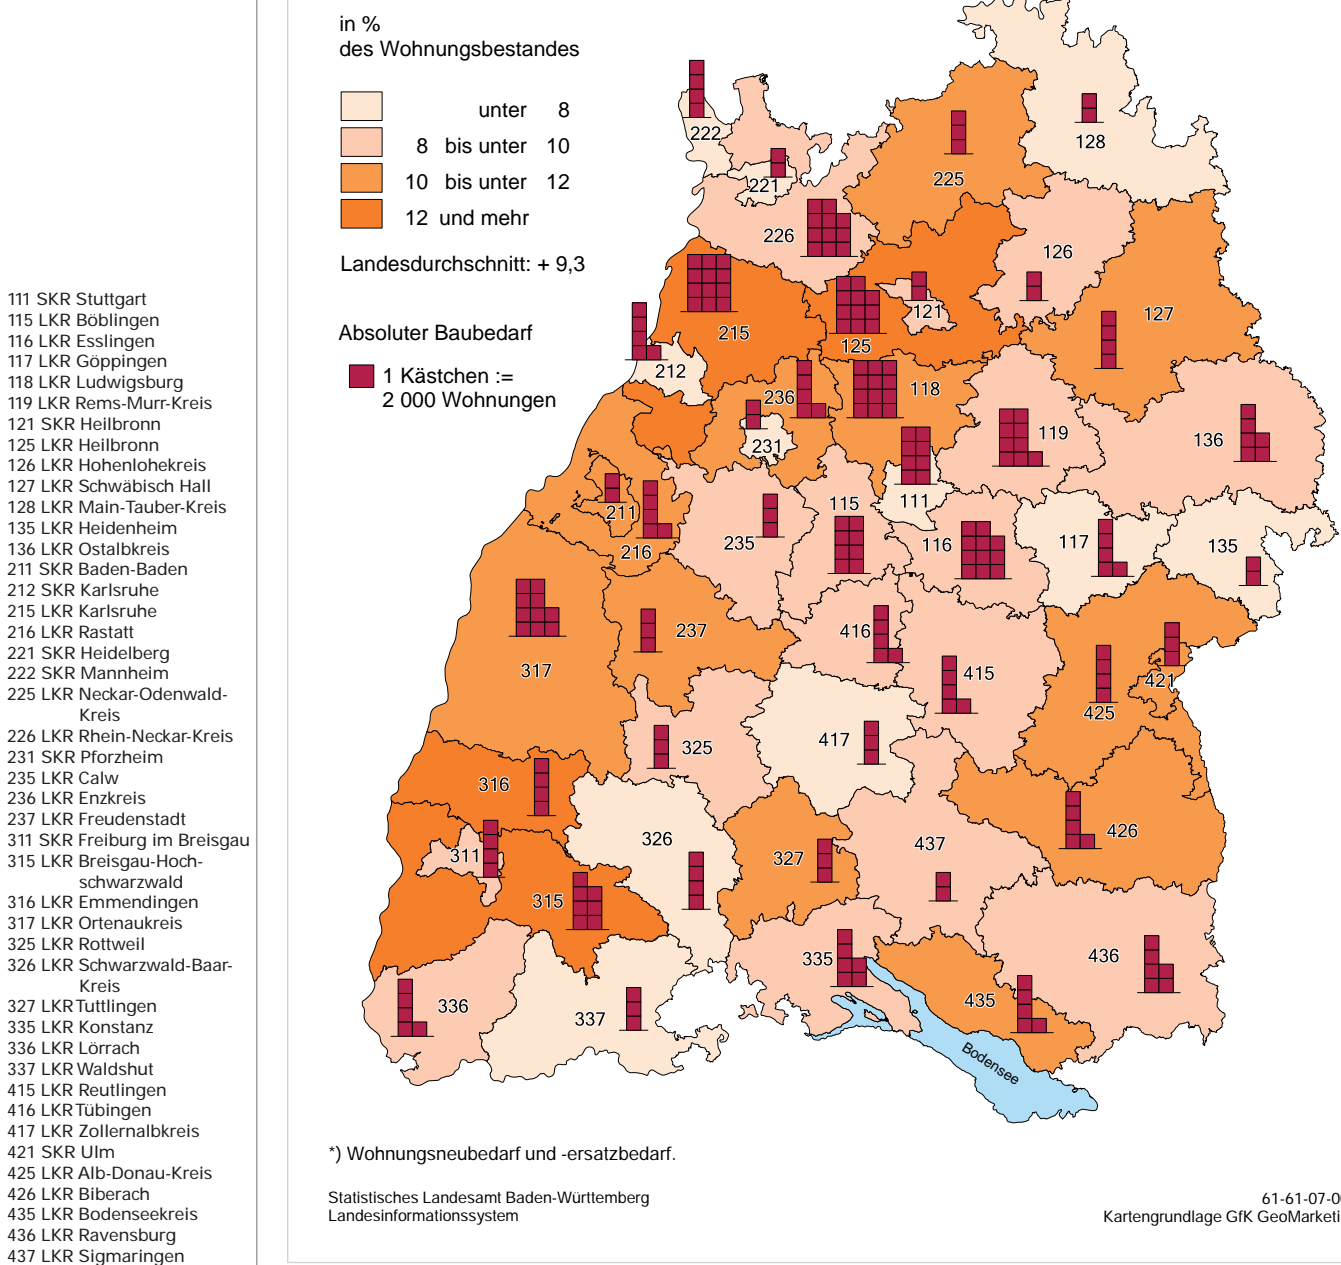 in %
des Wohnungsbestandes
unter 8
8 bis unter 10
10 bis unter 12
12 und mehr
Landesdurchschnitt: + 9,3
Absoluter Baubedarf
1 Kästchen :=
2 000 Wohnungen
111 SKR Stuttgart
115 LKR Böblingen
116 LKR Esslingen
117 LKR Göppingen
118 LKR Ludwigsburg
119 LKR Rems-Murr-Kreis
121 SKR Heilbronn
125 LKR Heilbronn
126 LKR Hohenlohekreis
127 LKR Schwäbisch Hall
128 LKR Main-Tauber-Kreis
135 LKR Heidenheim
136 LKR Ostalbkreis
211 SKR Baden-Baden
212 SKR Karlsruhe
215 LKR Karlsruhe
216 LKR Rastatt
221 SKR Heidelberg
222 SKR Mannheim
225 LKR Neckar-Odenwald-
Kreis
226 LKR Rhein-Neckar-Kreis
231 SKR Pforzheim
235 LKR Calw
236 LKR Enzkreis
237 LKR Freudenstadt
311 SKR Freiburg im Breisgau
315 LKR Breisgau-Hoch-
schwarzwald
316 LKR Emmendingen
317 LKR Ortenaukreis
325 LKR Rottweil
326 LKR Schwarzwald-Baar-
Kreis
327 LKR Tuttlingen
335 LKR Konstanz
336 LKR Lörrach
337 LKR Waldshut
415 LKR Reutlingen
416 LKR Tübingen
417 LKR Zollernalbkreis
421 SKR Ulm
425 LKR Alb-Donau-Kreis
426 LKR Biberach
435 LKR Bodenseekreis
436 LKR Ravensburg
437 LKR Sigmaringen
222
128
221
225
226
126
121
127
215
125
212
236
118
231
119
136
211
115
111
216
235
116
117
135
237
416
317
415
421
425
325
417
316
326
311
327
437
426
315
335
436
336
337
435
Bodensee
*) Wohnungsneubedarf und -ersatzbedarf.
Statistisches Landesamt Baden-Württemberg
Landesinformationssystem
61-61-07-0
Kartengrundlage GfK GeoMarketi